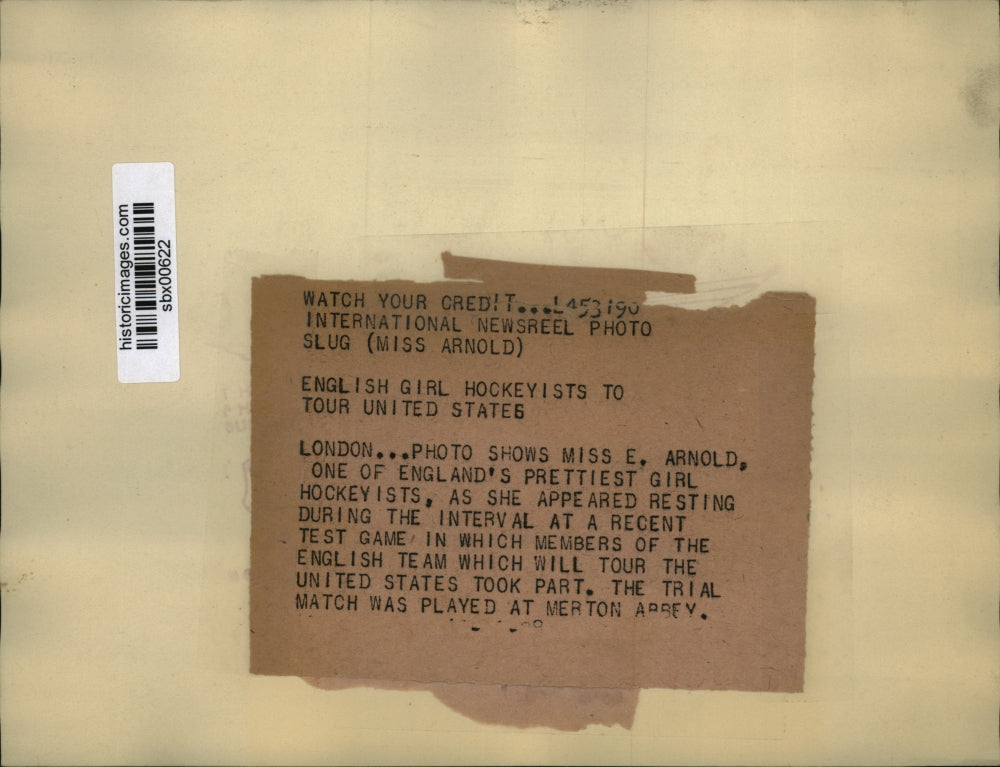 historicimages.com
sbx00622
WATCH YOUR CREDIT...L453190
INTERNATIONAL NEWSREEL PHOTO
SLUG (MISS ARNOLD)
ENGLISH GIRL HOCKEYISTS TO
TOUR UNITED STATES
LONDON...PHOTO SHOWS MISS E. ARNOLD,
ONE OF ENGLAND'S PRETTIEST GIRL
HOCKEYISTS, AS SHE APPEARED RESTING
DURING THE INTERVAL AT A RECENT
TEST GAME IN WHICH MEMBERS OF THE
ENGLISH TEAM WHICH WILL TOUR THE
UNITED STATES TOOK PART. THE TRIAL
MATCH WAS PLAYED AT MERTON ABBEY.